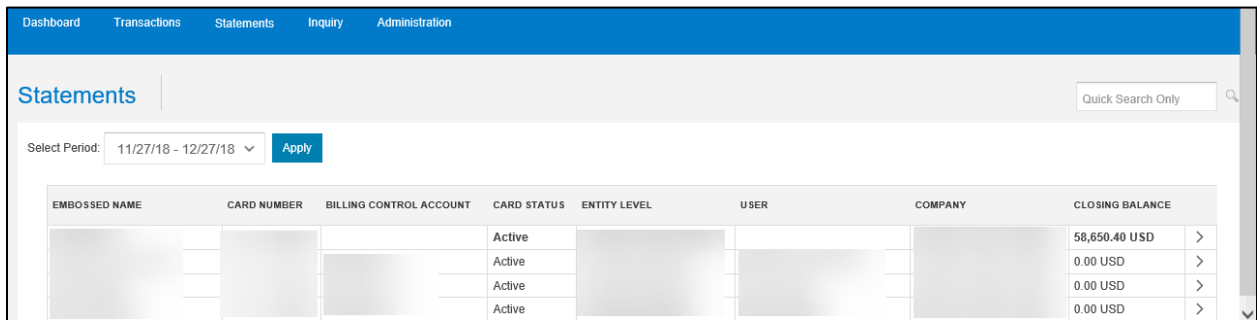 Dashboard Transactions Statements Inquiry Administration
Statements
Quick Search Only
Select Period: 11/27/18 - 12/27/18 Apply
EMBOSSED NAME CARD NUMBER BILLING CONTROL ACCOUNT CARD STATUS ENTITY LEVEL USER COMPANY CLOSING BALANCE
Active 58,650.40 USD
Active 0.00 USD
Active 0.00 USD
Active 0.00 USD